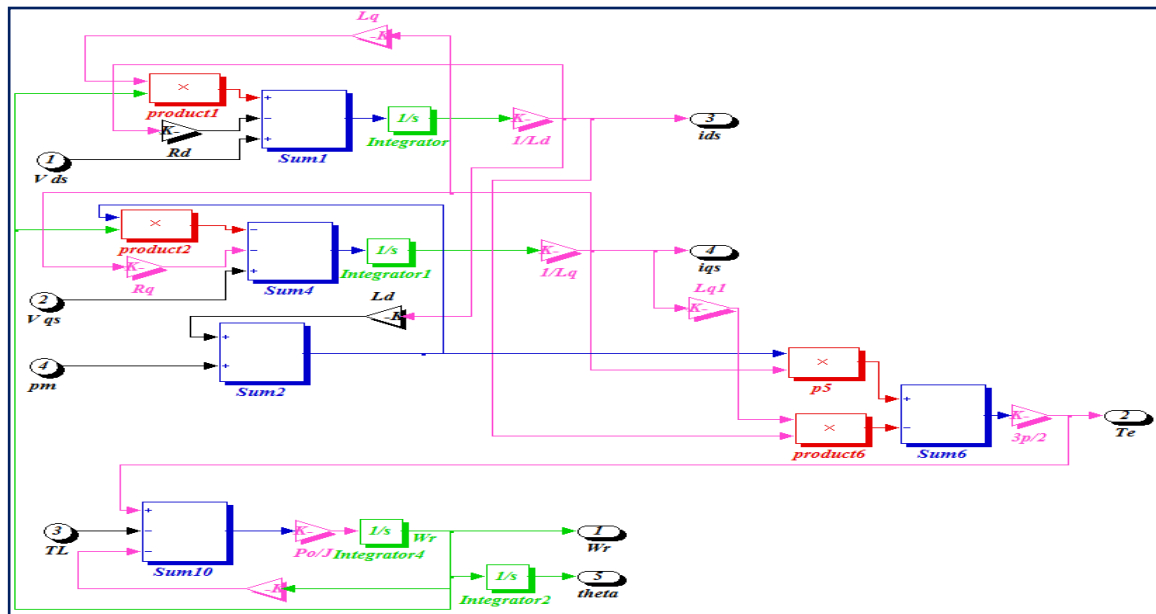 Lq
-K
×
product1
+
−
+
Sum1
K-
Rd
1/s
Integrator
K-
1/Ld
3
ids
1
V ds
×
product2
−
−
+
Sum4
K-
Rq
1/s
Integrator1
K-
1/Lq
4
iqs
2
V qs
Ld
-K
Lq1
K-
+
+
Sum2
4
pm
×
p5
×
product6
+
−
Sum6
K-
3p/2
2
Te
+
−
−
Sum10
3
TL
K-
Po/J
1/s
Integrator4
Wr
1
Wr
-K
1/s
Integrator2
5
theta